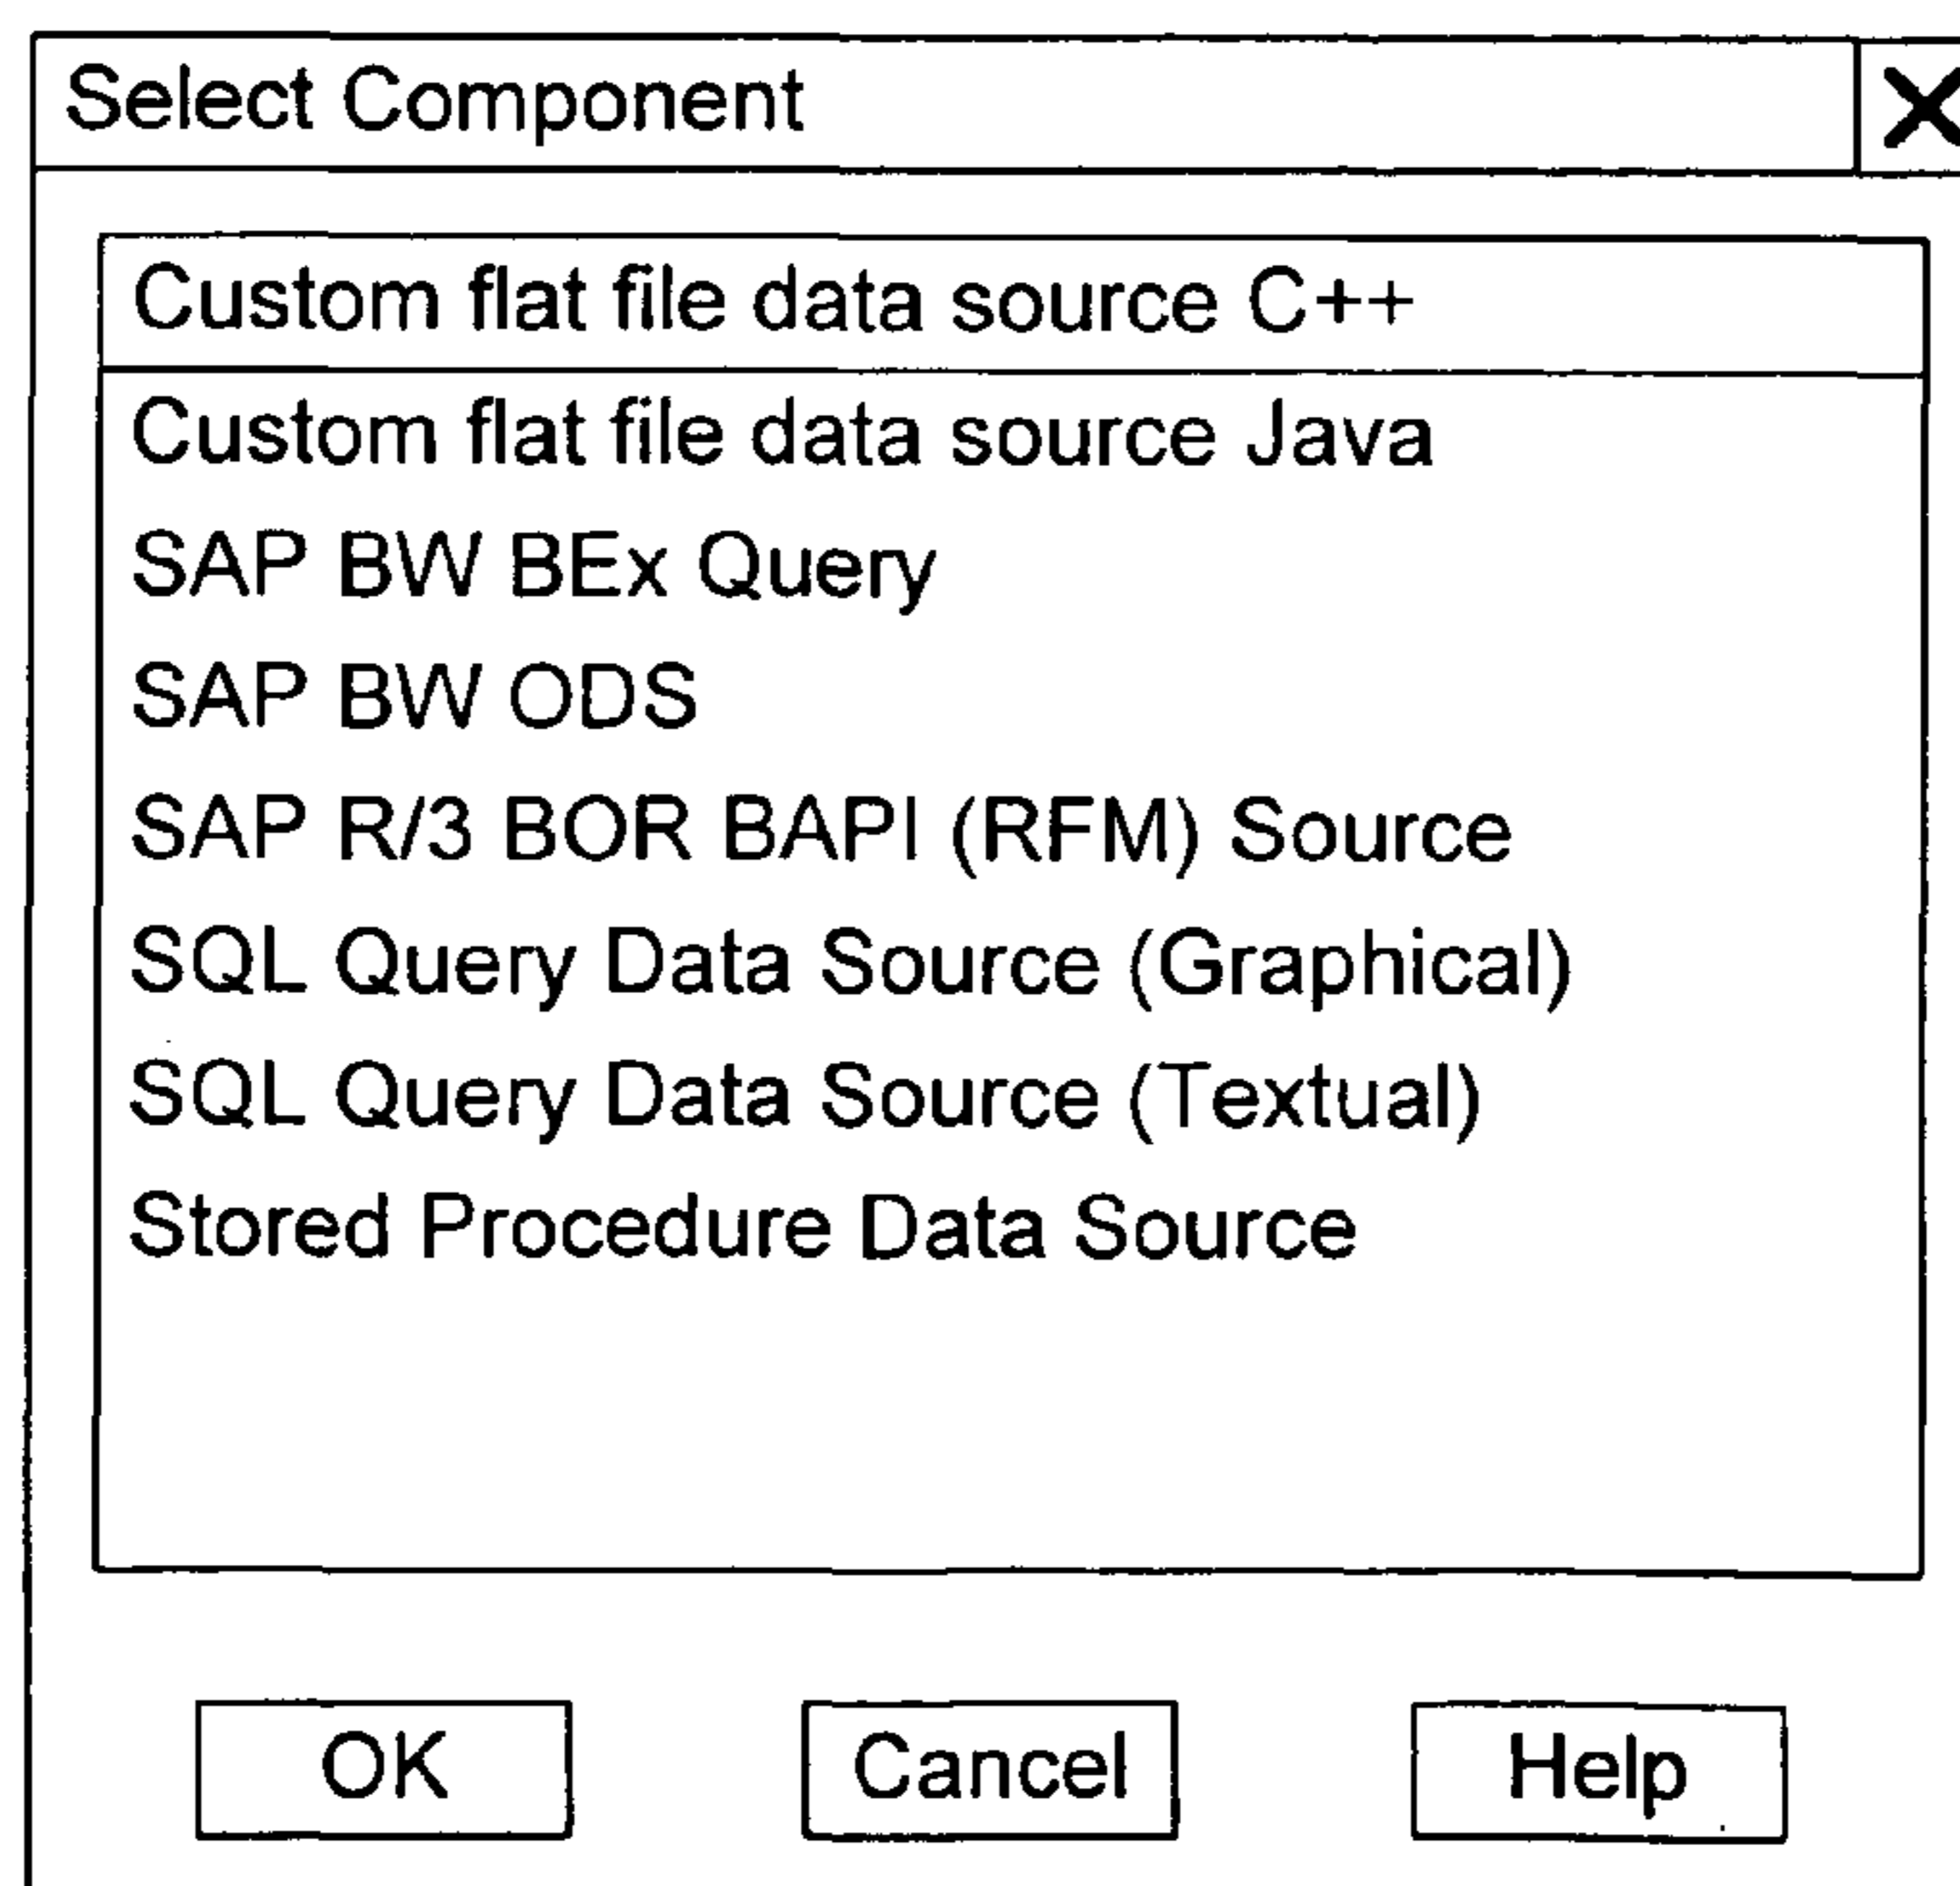 Select Component
Custom flat file data source C++
Custom flat file data source Java
SAP BW BEx Query
SAP BW ODS
SAP R/3 BOR BAPI (RFM) Source
SQL Query Data Source (Graphical)
SQL Query Data Source (Textual)
Stored Procedure Data Source
OK Cancel Help